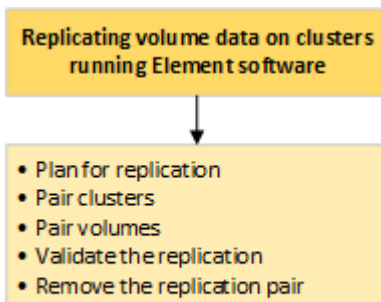 Replicating volume data on clusters
running Element software
• Plan for replication
• Pair clusters
• Pair volumes
• Validate the replication
• Remove the replication pair